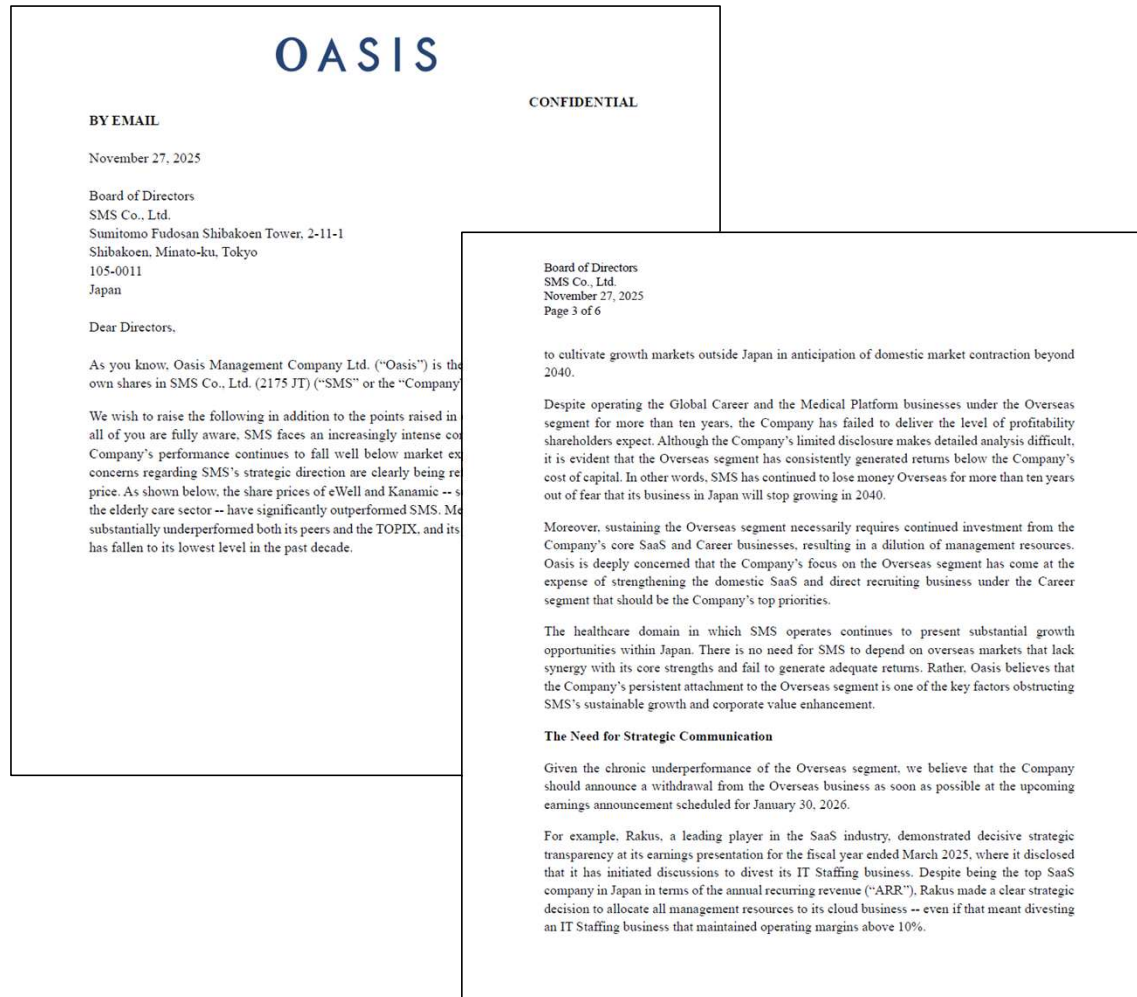 OASIS
CONFIDENTIAL
BY EMAIL
November 27, 2025
Board of Directors
SMS Co., Ltd.
Sumitomo Fudosan Shibakoen Tower, 2-11-1
Shibakoen, Minato-ku, Tokyo
105-0011
Japan
Dear Directors,
As you know, Oasis Management Company Ltd. (“Oasis”) is the
own shares in SMS Co., Ltd. (2175 JT) (“SMS” or the “Company”
We wish to raise the following in addition to the points raised in
all of you are fully aware, SMS faces an increasingly intense
Company’s performance continues to fall well below market
concerns regarding SMS’s strategic direction are clearly being
price. As shown below, the share prices of eWell and Kanamic --
the elderly care sector -- have significantly outperformed SMS.
substantially underperformed both its peers and the TOPIX, and its
has fallen to its lowest level in the past decade.
Board of Directors
SMS Co., Ltd.
November 27, 2025
Page 3 of 6
to cultivate growth markets outside Japan in anticipation of domestic market contraction beyond
2040.
Despite operating the Global Career and the Medical Platform businesses under the Overseas
segment for more than ten years, the Company has failed to deliver the level of profitability
shareholders expect. Although the Company’s limited disclosure makes detailed analysis difficult,
it is evident that the Overseas segment has consistently generated returns below the Company’s
cost of capital. In other words, SMS has continued to lose money Overseas for more than ten years
out of fear that its business in Japan will stop growing in 2040.
Moreover, sustaining the Overseas segment necessarily requires continued investment from the
Company’s core SaaS and Career businesses, resulting in a dilution of management resources.
Oasis is deeply concerned that the Company’s focus on the Overseas segment has come at the
expense of strengthening the domestic SaaS and direct recruiting business under the Career
segment that should be the Company’s top priorities.
The healthcare domain in which SMS operates continues to present substantial growth
opportunities within Japan. There is no need for SMS to depend on overseas markets that lack
synergy with its core strengths and fail to generate adequate returns. Rather, Oasis believes that
the Company’s persistent attachment to the Overseas segment is one of the key factors obstructing
SMS’s sustainable growth and corporate value enhancement.
The Need for Strategic Communication
Given the chronic underperformance of the Overseas segment, we believe that the Company
should announce a withdrawal from the Overseas business as soon as possible at the upcoming
earnings announcement scheduled for January 30, 2026.
For example, Rakus, a leading player in the SaaS industry, demonstrated decisive strategic
transparency at its earnings presentation for the fiscal year ended March 2025, where it disclosed
that it has initiated discussions to divest its IT Staffing business. Despite being the top SaaS
company in Japan in terms of the annual recurring revenue (“ARR”), Rakus made a clear strategic
decision to allocate all management resources to its cloud business -- even if that meant divesting
an IT Staffing business that maintained operating margins above 10%.